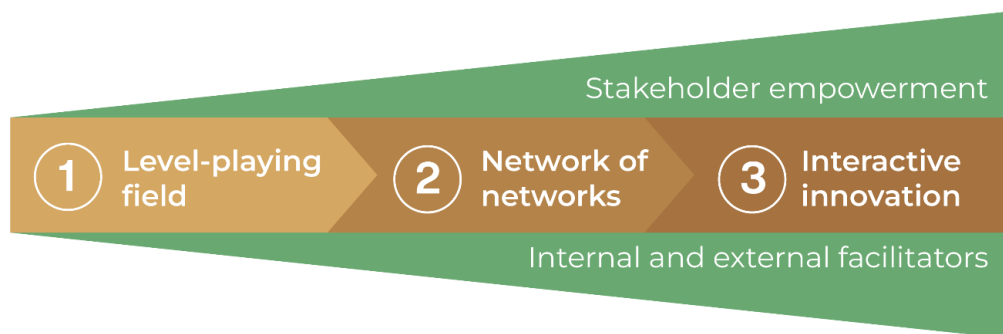 Stakeholder empowerment
1
Level-playing
field
2
Network of
networks
3
Interactive
innovation
Internal and external facilitators